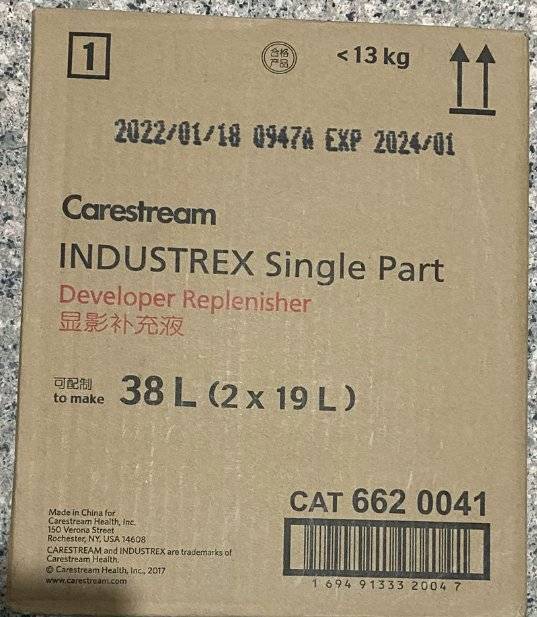 1
合格
产品
<13 kg
2022/01/18 0947A EXP 2024/01
Carestream
INDUSTREX Single Part
Developer Replenisher
显影补充液
可配制
to make 38 L (2 x 19 L)
CAT 662 0041
Made in China for
Carestream Health, Inc.
150 Verona Street
Rochester, NY, USA 14608
CARESTREAM and INDUSTREX are trademarks of
Carestream Health.
© Carestream Health, Inc., 2017
www.carestream.com
1 694 91333 2004 7